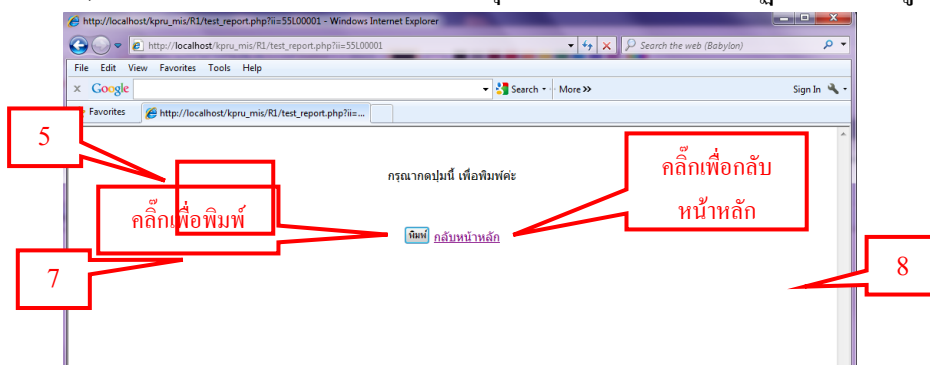 http://localhost/kpru_mis/R1/test_report.php?ii=55L00001 - Windows Internet Explorer
http://localhost/kpru_mis/R1/test_report.php?ii=55L00001
Search the web (Babylon)
File Edit View Favorites Tools Help
x Google Search More >> Sign In
Favorites http://localhost/kpru_mis/R1/test_report.php?ii=...
5
กรุณากดปุ่มนี้ เพื่อพิมพ์ค่ะ
คลิ๊กเพื่อกลับ
หน้าหลัก
คลิ๊กเพื่อพิมพ์
พิมพ์ กลับหน้าหลัก
7
8